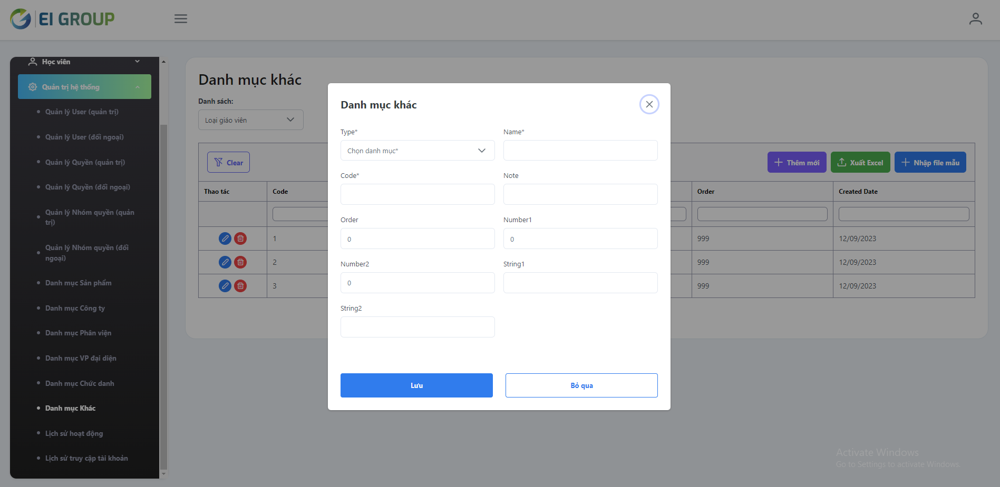 EI GROUP
Học viên
Quản trị hệ thống
Quản lý User (quản trị)
Quản lý User (đối ngoại)
Quản lý Quyền (quản trị)
Quản lý Quyền (đối ngoại)
Quản lý Nhóm quyền (quản
trị)
Quản lý Nhóm quyền (đối
ngoại)
Danh mục Sản phẩm
Danh mục Công ty
Danh mục Phân viện
Danh mục VP đại diện
Danh mục Chức danh
Danh mục Khác
Lịch sử hoạt động
Lịch sử truy cập tài khoản
Danh mục khác
Danh sách:
Loại giáo viên
Clear
Thêm mới
Xuất Excel
Nhập file mẫu
Thao tác
Code
Order
Created Date
1
999
12/09/2023
2
999
12/09/2023
3
999
12/09/2023
Danh mục khác
Type*
Name*
Chọn danh mục*
Code*
Note
Order
Number1
0
0
Number2
String1
0
String2
Lưu
Bỏ qua
Activate Windows
Go to Settings to activate Windows.